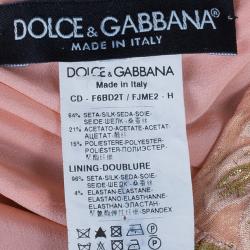 DOLCE & GABBANA
MADE IN ITALY
DOLCE & GABBANA
Made in Italy
CD - F6BD2T / FJME2 - H
64% SETA-SILK-SEDA-SOIE-
SEIDE-ШЕЛК -
21% ACETATO-ACETATE-ACETAT-
АЦЕТАТ -
15% POLIESTERE-POLYESTER-
POLYESTER-ПОЛИЭСТЕР-
LINING-DOUBLURE
96% SETA-SILK-SEDA-SOIE-
SEIDE-ШЕЛК -
4% ELASTAN-ELASTANE-
ELASTHANNE-ELASTANO-
ЭЛАСТАН -SPANDEX